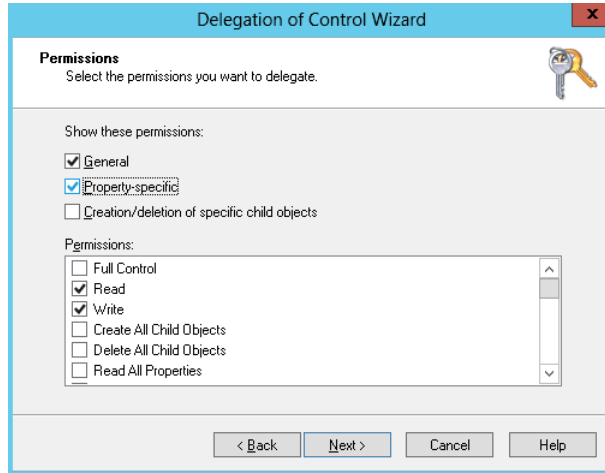 Delegation of Control Wizard
x
Permissions
Select the permissions you want to delegate.
Show these permissions:
General
Property-specific
Creation/deletion of specific child objects
Permissions:
Full Control
Read
Write
Create All Child Objects
Delete All Child Objects
Read All Properties
< Back
Next >
Cancel
Help